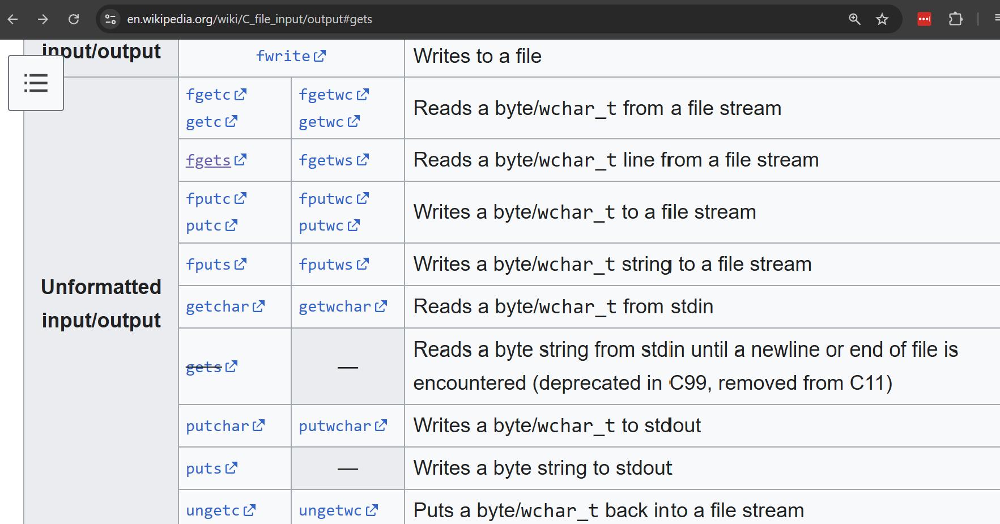 en.wikipedia.org/wiki/C_file_input/output#gets
input/output
fwrite
Writes to a file
fgetc
fgetwc
getc
getwc
Reads a byte/wchar_t from a file stream
fgets
fgetws
Reads a byte/wchar_t line from a file stream
fputc
fputwc
putc
putwc
Writes a byte/wchar_t to a file stream
fputs
fputws
Writes a byte/wchar_t string to a file stream
Unformatted
input/output
getchar
getwchar
Reads a byte/wchar_t from stdin
gets
—
Reads a byte string from stdin until a newline or end of file is
encountered (deprecated in C99, removed from C11)
putchar
putwchar
Writes a byte/wchar_t to stdout
puts
—
Writes a byte string to stdout
ungetc
ungetwc
Puts a byte/wchar_t back into a file stream